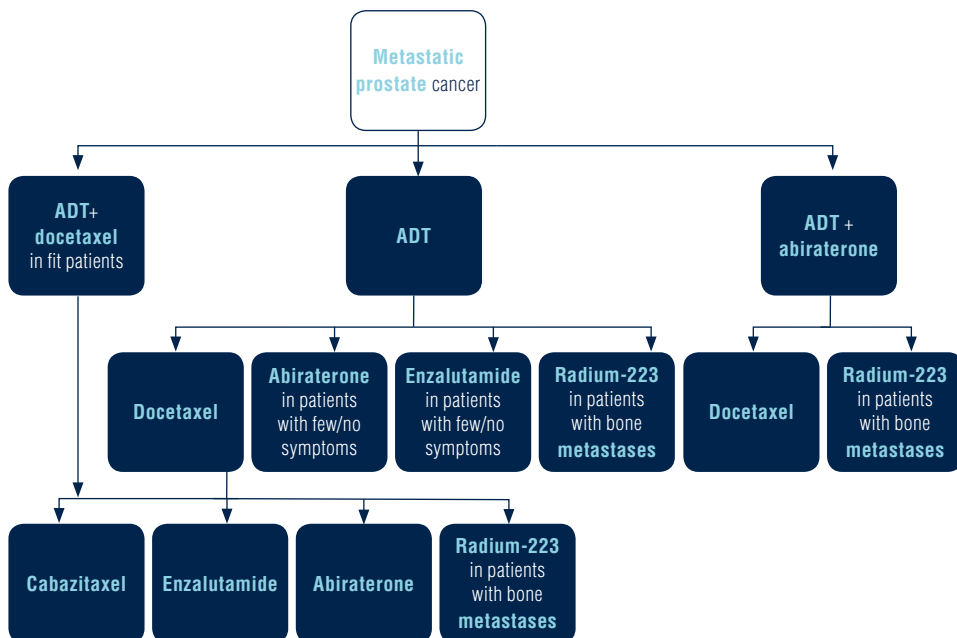 Metastatic
prostate cancer
ADT+
docetaxel
in fit patients
ADT
ADT +
abiraterone
Docetaxel
Abiraterone
in patients
with few/no
symptoms
Enzalutamide
in patients
with few/no
symptoms
Radium-223
in patients
with bone
metastases
Docetaxel
Radium-223
in patients
with bone
metastases
Cabazitaxel
Enzalutamide
Abiraterone
Radium-223
in patients
with bone
metastases